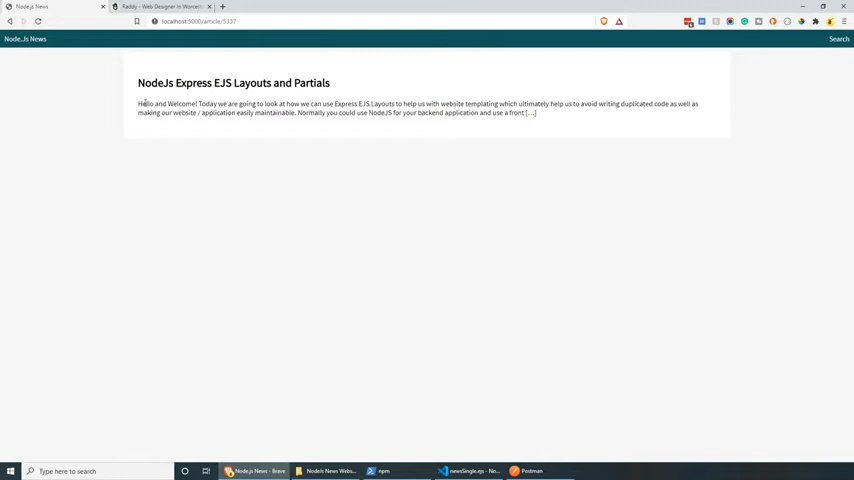 Node.js News
Raddy - Web Designer in Worcest
localhost:5000/article/5337
Node.Js News
Search
NodeJs Express EJS Layouts and Partials
Hello and Welcome! Today we are going to look at how we can use Express EJS Layouts to help us with website templating which ultimately help us to avoid writing duplicated code as well as
making our website / application easily maintainable. Normally you could use NodeJS for your backend application and use a front […]
Type here to search
Node.js News - Brave
NodeJs News Webs...
npm
newsSingle.ejs - No...
Postman